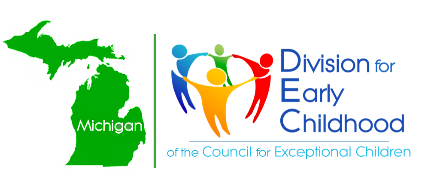 Michigan
Division for
Early
Childhood
of the Council for Exceptional Children